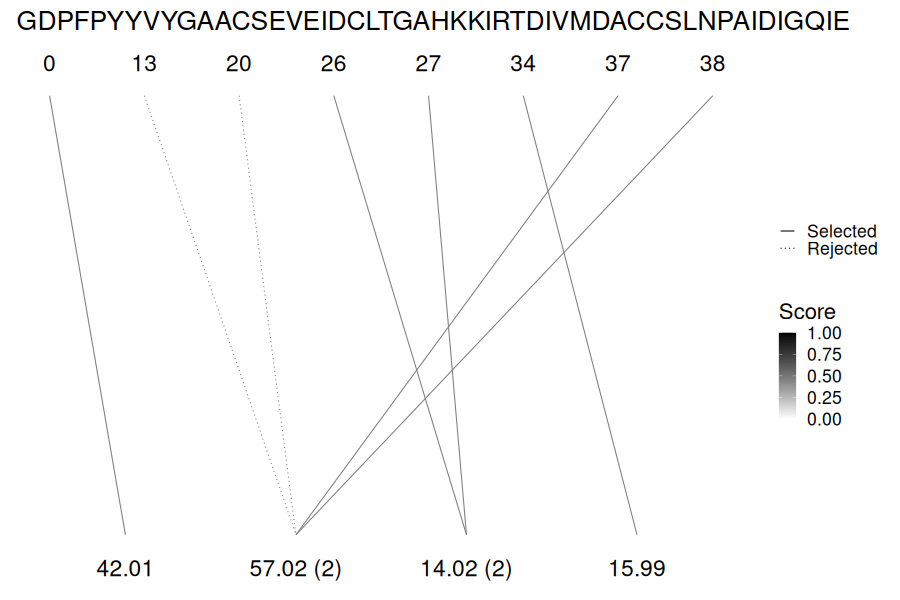 GDPFPYYVYGAACSEVEIDCLTGAHKKIRTDIVMDACCSLNPAIDIGQIE
0 13 20 26 27 34 37 38
Selected
Rejected
Score
1.00
0.75
0.50
0.25
0.00
42.01 57.02 (2) 14.02 (2) 15.99